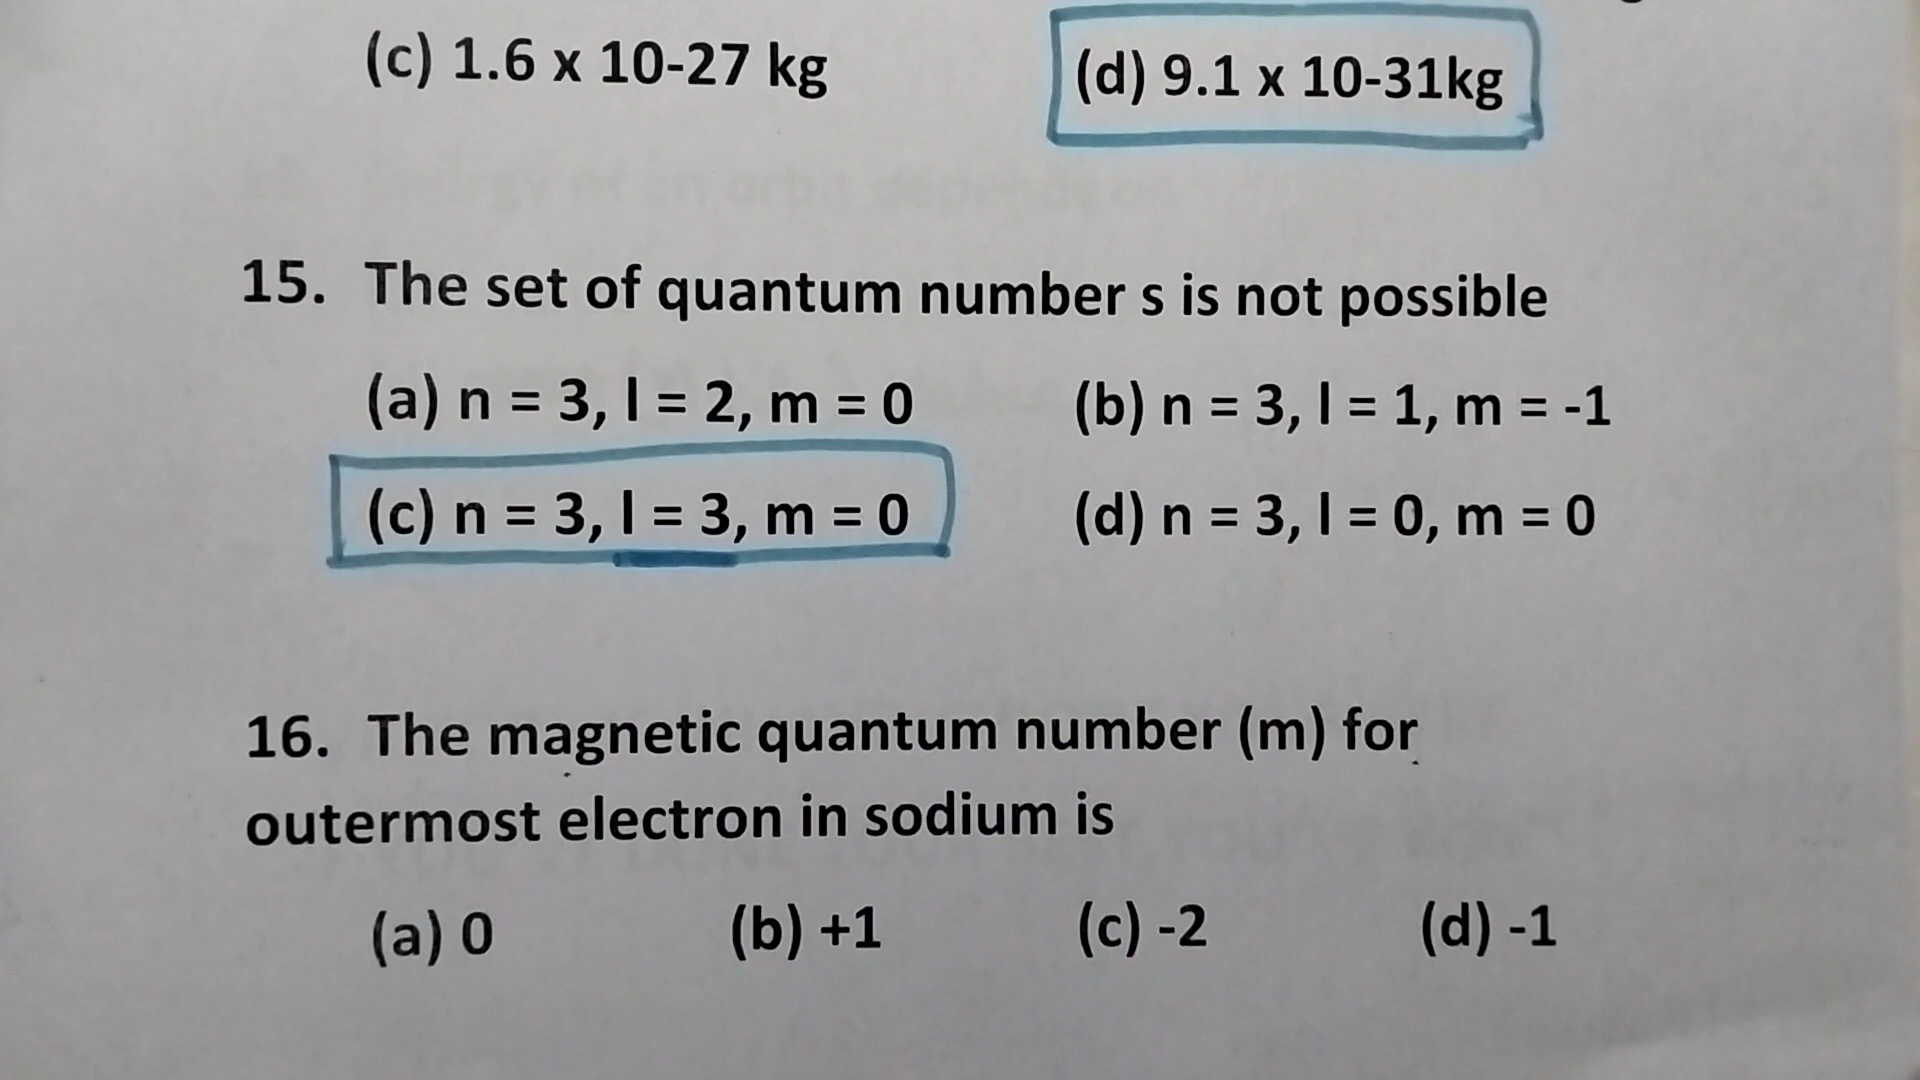 (c) 1.6 x 10-27 kg (d) 9.1 x 10-31kg
15. The set of quantum number s is not possible
(a) n = 3, l = 2, m = 0 (b) n = 3, l = 1, m = -1
(c) n = 3, l = 3, m = 0 (d) n = 3, l = 0, m = 0
16. The magnetic quantum number (m) for
outermost electron in sodium is
(a) 0 (b) +1 (c) -2 (d) -1